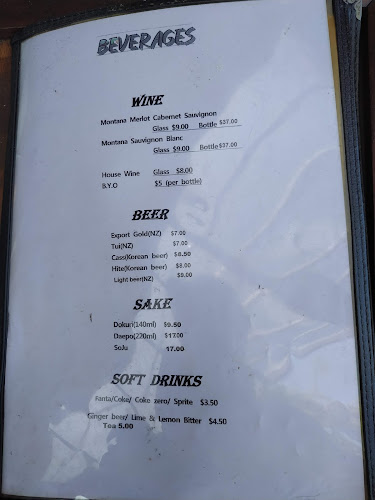 BEVERAGES
WINE
Montana Merlot Cabernet Sauvignon
Glass $9.00 Bottle $37.00
Montana Sauvignon Blanc
Glass $9.00 Bottle $37.00
House Wine Glass $8.00
B.Y.O $5 (per bottle)
BEER
Export Gold(NZ) $7.00
Tui(NZ) $7.00
Cass(Korean beer) $8.50
Hite(Korean beer) $8.00
Light beer(NZ) $9.00
SAKE
Dokuri(140ml) $9.50
Daepo(220ml) $17.00
SoJu 17.00
SOFT DRINKS
Fanta/Coke/ Coke zero/ Sprite $3.50
Ginger beer/ Lime & Lemon Bitter $4.50
Tea 5.00